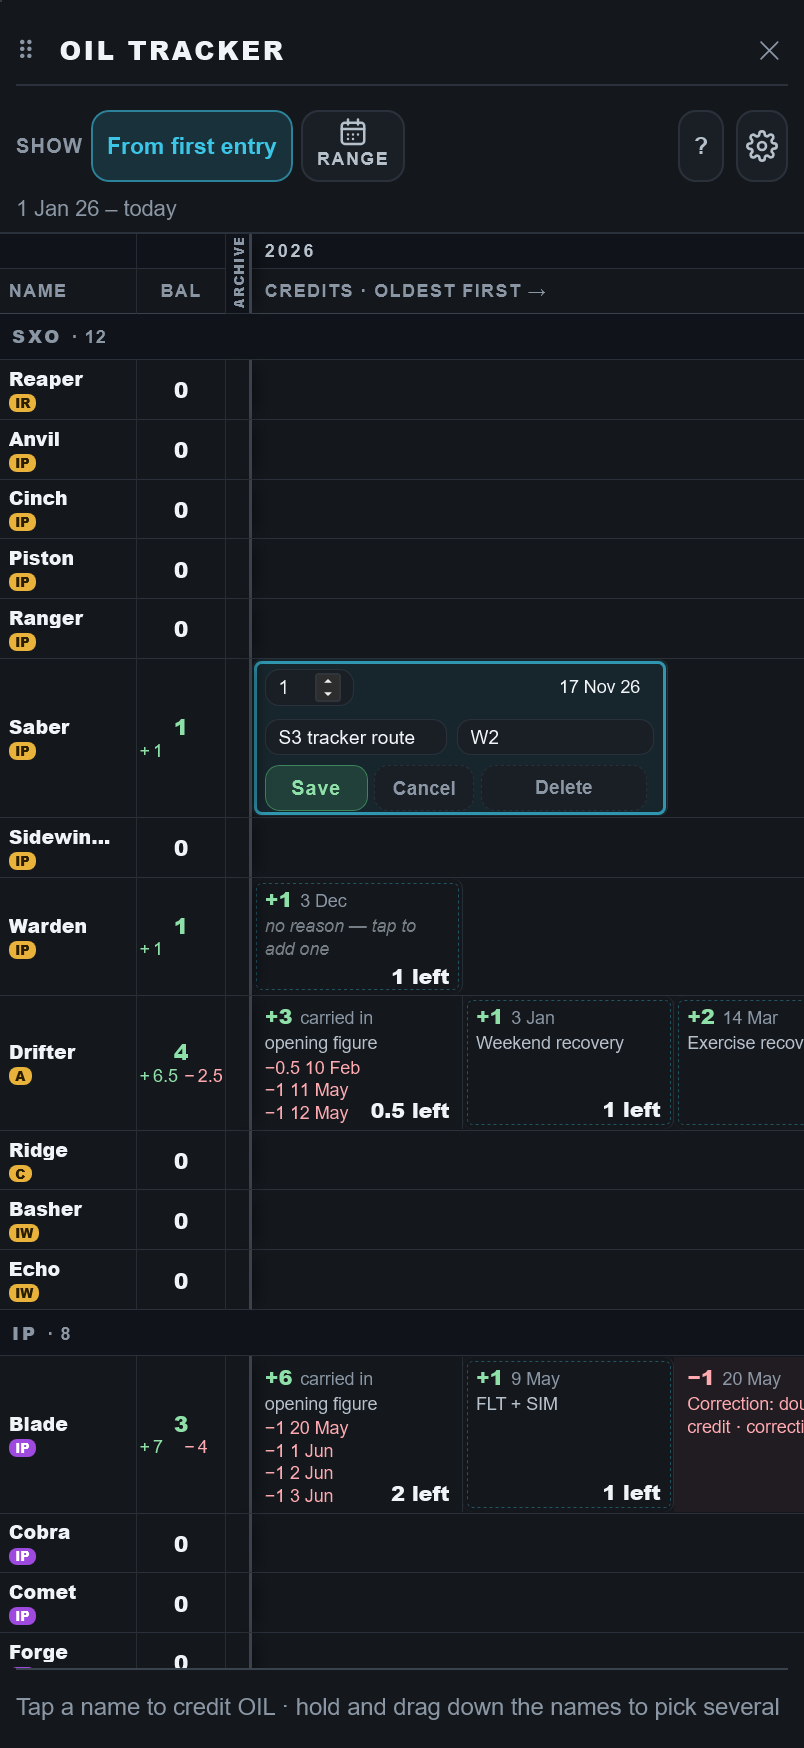 OIL TRACKER
SHOW
From first entry
RANGE
?
1 Jan 26 – today
ARCHIVE
2026
NAME
BAL
CREDITS · OLDEST FIRST →
SXO · 12
Reaper
IR
0
Anvil
IP
0
Cinch
IP
0
Piston
IP
0
Ranger
IP
0
Saber
IP
1
+1
1
17 Nov 26
S3 tracker route
W2
Save
Cancel
Delete
Sidewin...
IP
0
Warden
IP
1
+1
+1 3 Dec
no reason — tap to
add one
1 left
Drifter
A
4
+6.5 −2.5
+3 carried in
opening figure
−0.5 10 Feb
−1 11 May
−1 12 May
0.5 left
+1 3 Jan
Weekend recovery
1 left
+2 14 Mar
Exercise recov
Ridge
C
0
Basher
IW
0
Echo
IW
0
IP · 8
Blade
IP
3
+7 −4
+6 carried in
opening figure
−1 20 May
−1 1 Jun
−1 2 Jun
−1 3 Jun
2 left
+1 9 May
FLT + SIM
1 left
−1 20 May
Correction: dou
credit · correcti
Cobra
IP
0
Comet
IP
0
Forge
0
Tap a name to credit OIL · hold and drag down the names to pick several